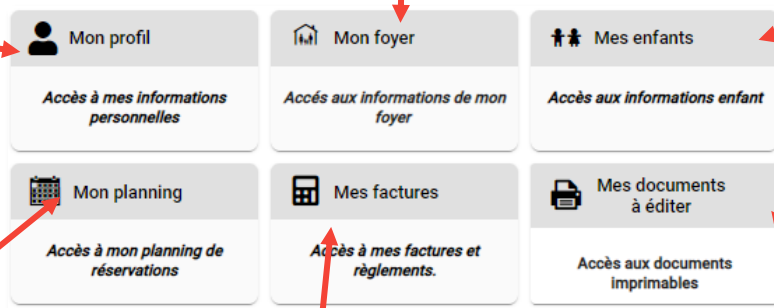 Mon profil
Mon foyer
Mes enfants
Accès à mes informations
personnelles
Accés aux informations de mon
foyer
Accès aux informations enfant
Mon planning
Mes factures
Mes documents
à éditer
Accès à mon planning de
réservations
Accès à mes factures et
règlements.
Accès aux documents
imprimables